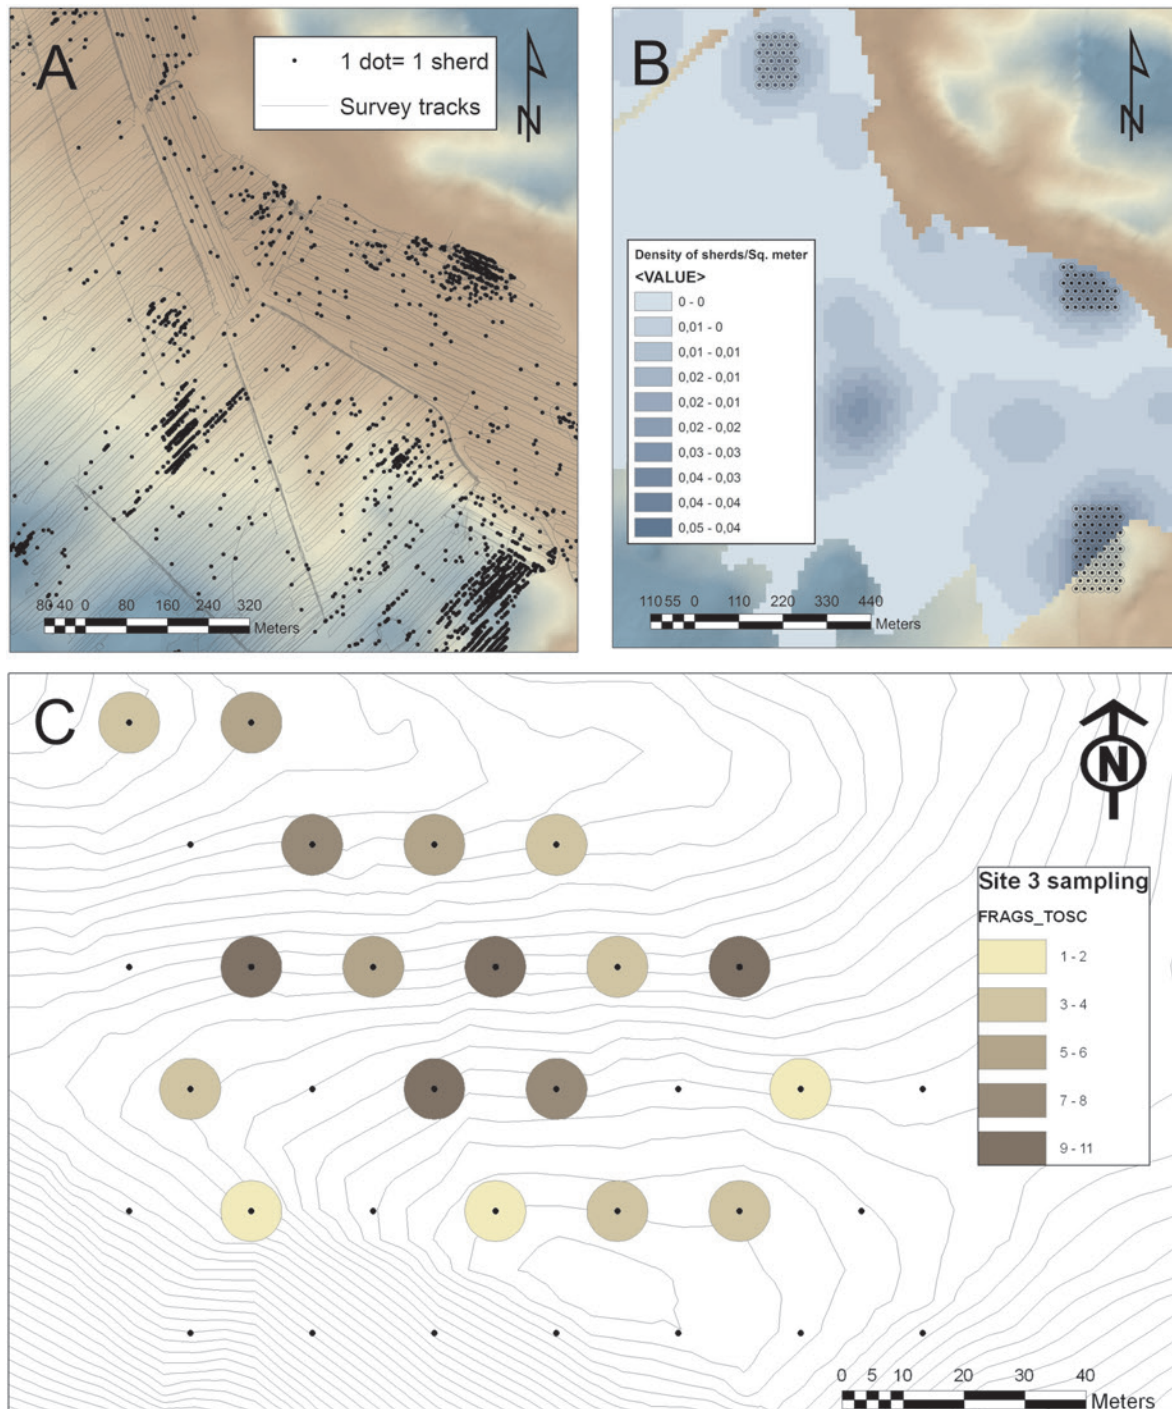 A
1 dot= 1 sherd
Survey tracks
N
80 40 0 80 160 240 320
Meters
B
N
Density of sherds/Sq. meter
<VALUE>
0 - 0
0,01 - 0
0,01 - 0,01
0,02 - 0,01
0,02 - 0,01
0,02 - 0,02
0,03 - 0,03
0,04 - 0,03
0,04 - 0,04
0,05 - 0,04
110 55 0 110 220 330 440
Meters
C
N
Site 3 sampling
FRAGS_TOSC
1 - 2
3 - 4
5 - 6
7 - 8
9 - 11
0 5 10 20 30 40
Meters